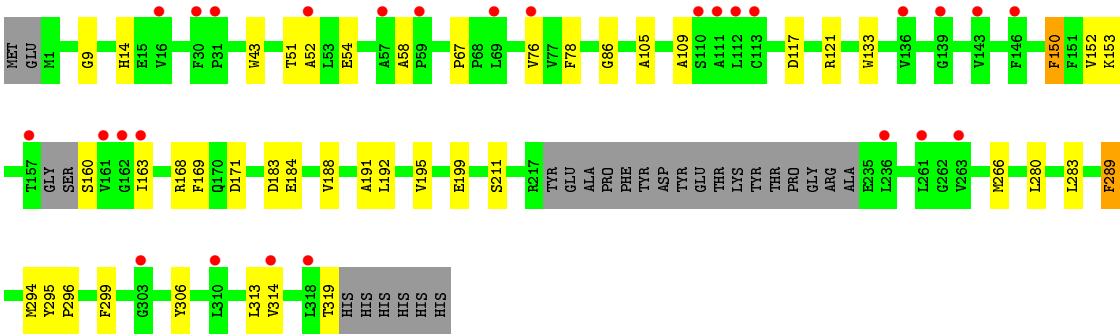 MET GLU M1 G9 H14 E15 V16 F30 P31 W43 T51 A52 L53 E54 A57 A58 P59 P67 P68 L69 V76 V77 F78 G86 A105 A109 S110 A111 L112 C113 D117 R121 W133 V136 G139 V143 F146 F150 F151 V152 K153
T157 GLY SER S160 V161 G162 I163 R168 F169 Q170 D171 D183 E184 V188 A191 L192 V195 E199 S211 R217 TYR GLU ALA PRO PHE TYR ASP TYR GLU THR LYS TYR THR PRO GLY ARG ALA E235 L236 L261 G262 V263 M266 L280 L283 F289
M294 Y295 P296 F299 G303 Y306 L310 L313 V314 L318 T319 HIS HIS HIS HIS HIS HIS